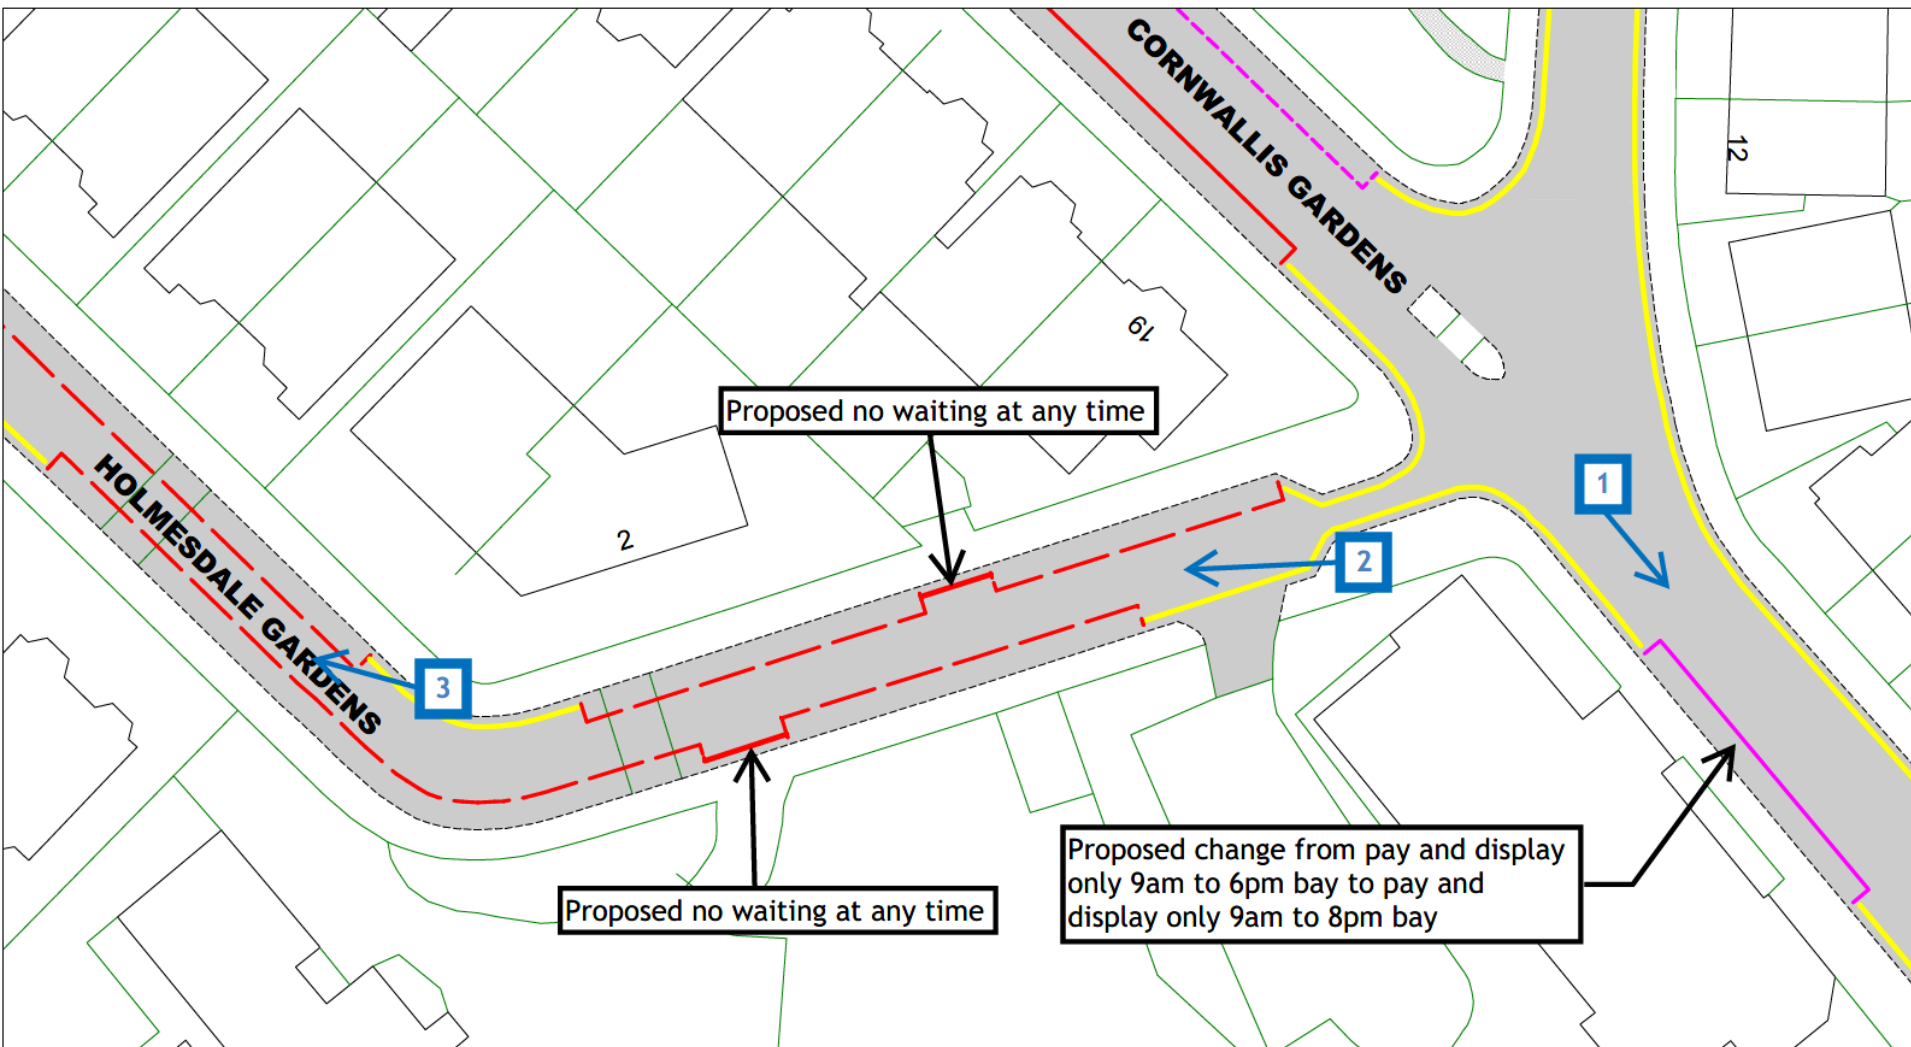 CORNWALLIS GARDENS
12
19
Proposed no waiting at any time
1
2
2
HOLMESDALE GARDENS
3
Proposed no waiting at any time
Proposed change from pay and display
only 9am to 6pm bay to pay and
display only 9am to 8pm bay